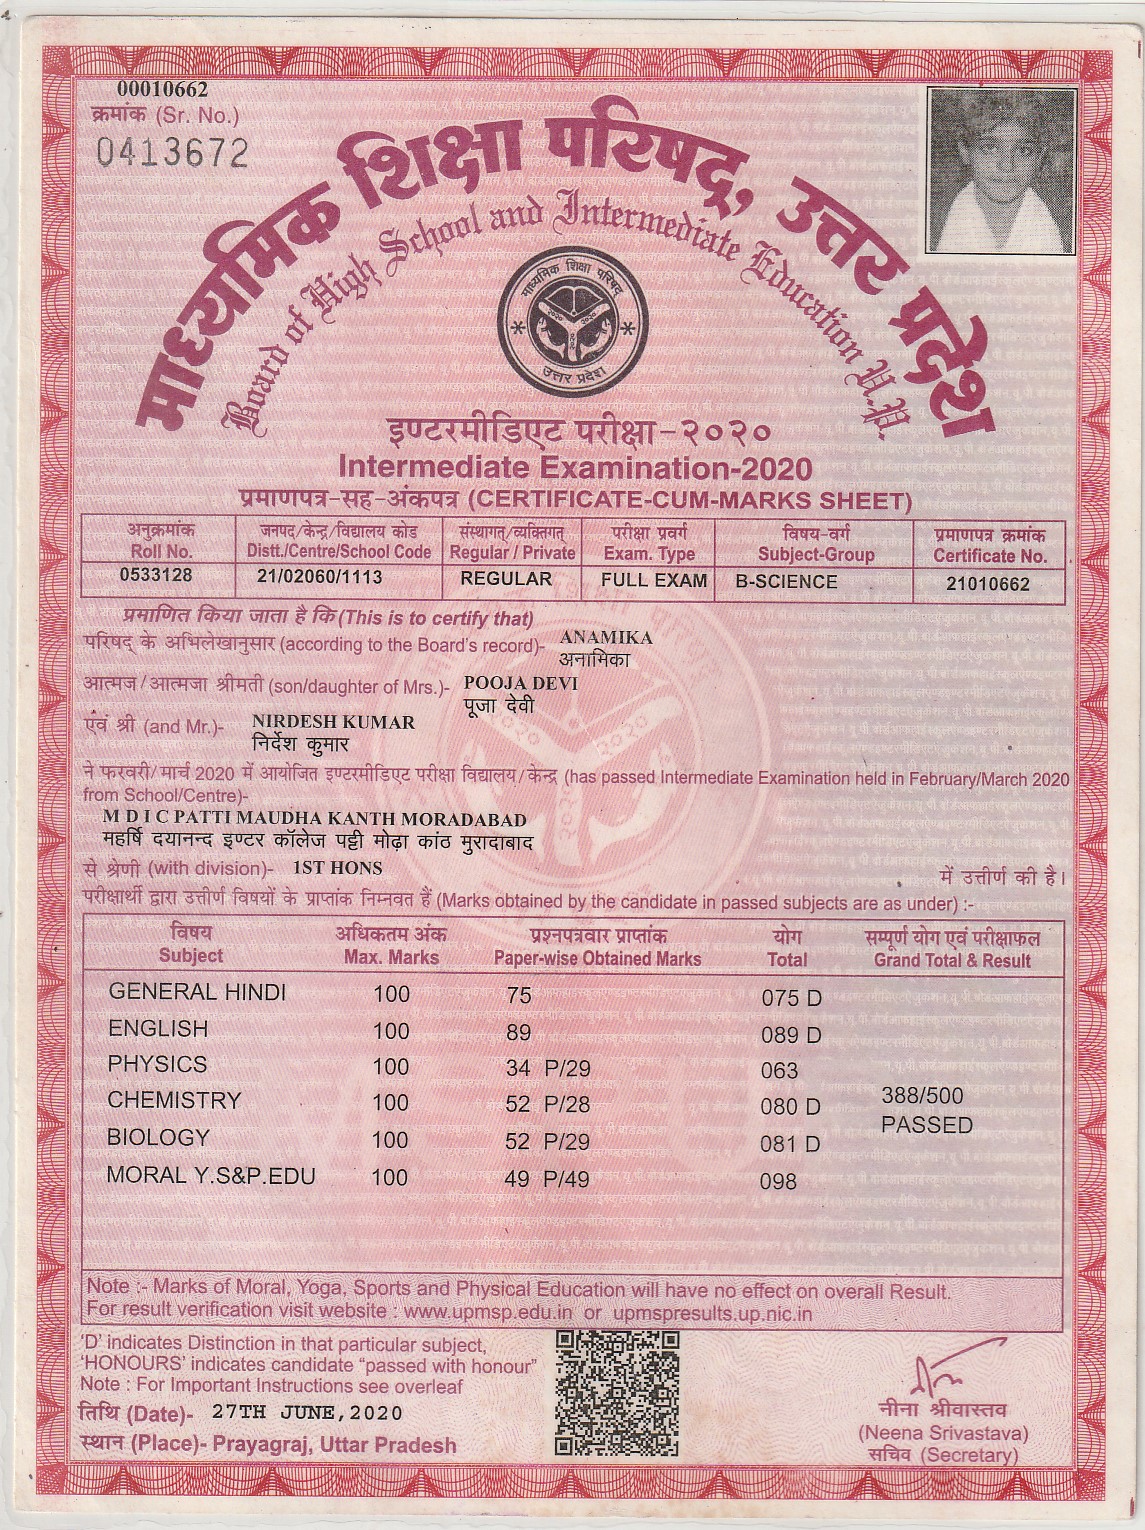 00010662
क्रमांक (Sr. No.)
0413672
माध्यमिक शिक्षा परिषद्, उत्तर प्रदेश
Board of High School and Intermediate Education U.P.
माध्यमिक शिक्षा परिषद्
उत्तर प्रदेश
इण्टरमीडिएट परीक्षा-२०२०
Intermediate Examination-2020
प्रमाणपत्र-सह-अंकपत्र (CERTIFICATE-CUM-MARKS SHEET)
अनुक्रमांक जनपद/केन्द्र/विद्यालय कोड संस्थागत्/व्यक्तिगत् परीक्षा प्रवर्ग विषय-वर्ग प्रमाणपत्र क्रमांक
Roll No. Distt./Centre/School Code Regular / Private Exam. Type Subject-Group Certificate No.
0533128 21/02060/1113 REGULAR FULL EXAM B-SCIENCE 21010662
प्रमाणित किया जाता है कि (This is to certify that)
परिषद् के अभिलेखानुसार (according to the Board's record)- ANAMIKA
अनामिका
आत्मज/आत्मजा श्रीमती (son/daughter of Mrs.)- POOJA DEVI
पूजा देवी
एवं श्री (and Mr.)- NIRDESH KUMAR
निर्देश कुमार
ने फरवरी/मार्च 2020 में आयोजित इण्टरमीडिएट परीक्षा विद्यालय/केन्द्र (has passed Intermediate Examination held in February/March 2020
from School/Centre)-
M D I C PATTI MAUDHA KANTH MORADABAD
महर्षि दयानन्द इण्टर कॉलेज पट्टी मोढ़ा कांठ मुरादाबाद
से श्रेणी (with division)- 1ST HONS में उत्तीर्ण की है।
परीक्षार्थी द्वारा उत्तीर्ण विषयों के प्राप्तांक निम्नवत हैं (Marks obtained by the candidate in passed subjects are as under) :-
विषय अधिकतम अंक प्रश्नपत्रवार प्राप्तांक योग सम्पूर्ण योग एवं परीक्षाफल
Subject Max. Marks Paper-wise Obtained Marks Total Grand Total & Result
GENERAL HINDI 100 75 075 D
ENGLISH 100 89 089 D
PHYSICS 100 34 P/29 063
CHEMISTRY 100 52 P/28 080 D 388/500
PASSED
BIOLOGY 100 52 P/29 081 D
MORAL Y.S&P.EDU 100 49 P/49 098
Note :- Marks of Moral, Yoga, Sports and Physical Education will have no effect on overall Result.
For result verification visit website : www.upmsp.edu.in or upmspresults.up.nic.in
'D' indicates Distinction in that particular subject,
'HONOURS' indicates candidate "passed with honour"
Note : For Important Instructions see overleaf
तिथि (Date)- 27TH JUNE,2020
स्थान (Place)- Prayagraj, Uttar Pradesh
नीना श्रीवास्तव
(Neena Srivastava)
सचिव (Secretary)